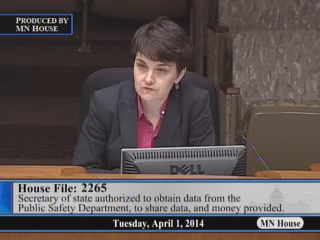 PRODUCED BY
MN HOUSE
DELL
House File: 2265
Secretary of state authorized to obtain data from the
Public Safety Department, to share data, and money provided.
Tuesday, April 1, 2014
MN House